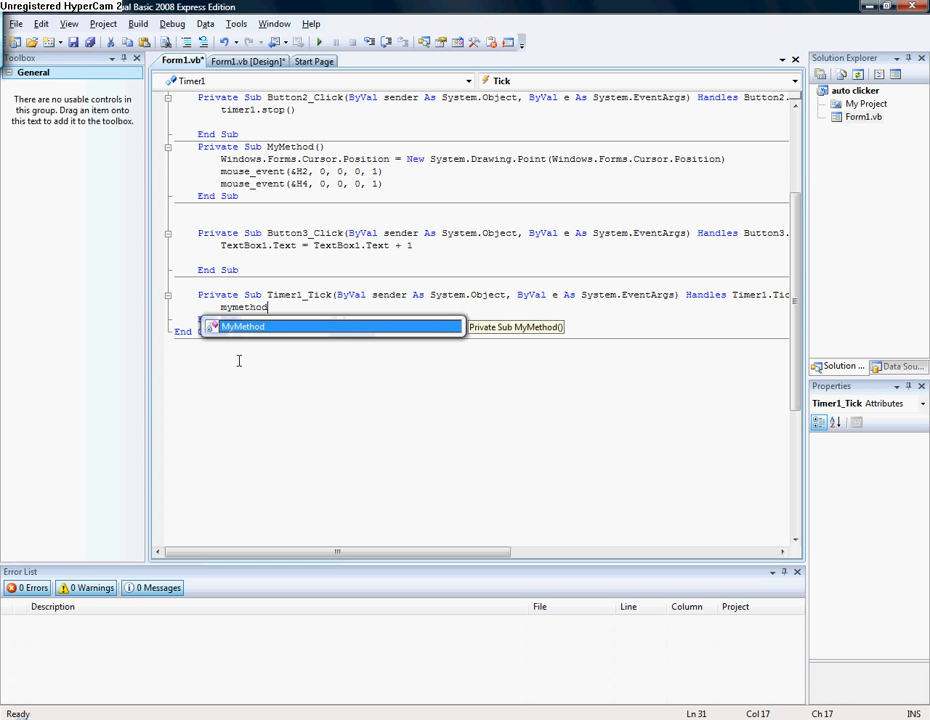 Unregistered HyperCam 2
ual Basic 2008 Express Edition
File Edit View Project Build Debug Data Tools Window Help
Toolbox
General
There are no usable controls in this group. Drag an item onto this text to add it to the toolbox.
Form1.vb* Form1.vb [Design]* Start Page
Timer1 Tick
Private Sub Button2_Click(ByVal sender As System.Object, ByVal e As System.EventArgs) Handles Button2.
timer1.stop()
End Sub
Private Sub MyMethod()
Windows.Forms.Cursor.Position = New System.Drawing.Point(Windows.Forms.Cursor.Position)
mouse_event(&H2, 0, 0, 0, 1)
mouse_event(&H4, 0, 0, 0, 1)
End Sub
Private Sub Button3_Click(ByVal sender As System.Object, ByVal e As System.EventArgs) Handles Button3.
TextBox1.Text = TextBox1.Text + 1
End Sub
Private Sub Timer1_Tick(ByVal sender As System.Object, ByVal e As System.EventArgs) Handles Timer1.Tic
mymethod
MyMethod Private Sub MyMethod()
End
Solution Explorer
auto clicker
My Project
Form1.vb
Solution ... Data Sou...
Properties
Timer1_Tick Attributes
Error List
0 Errors 0 Warnings 0 Messages
Description File Line Column Project
Ready Ln 31 Col 17 Ch 17 INS